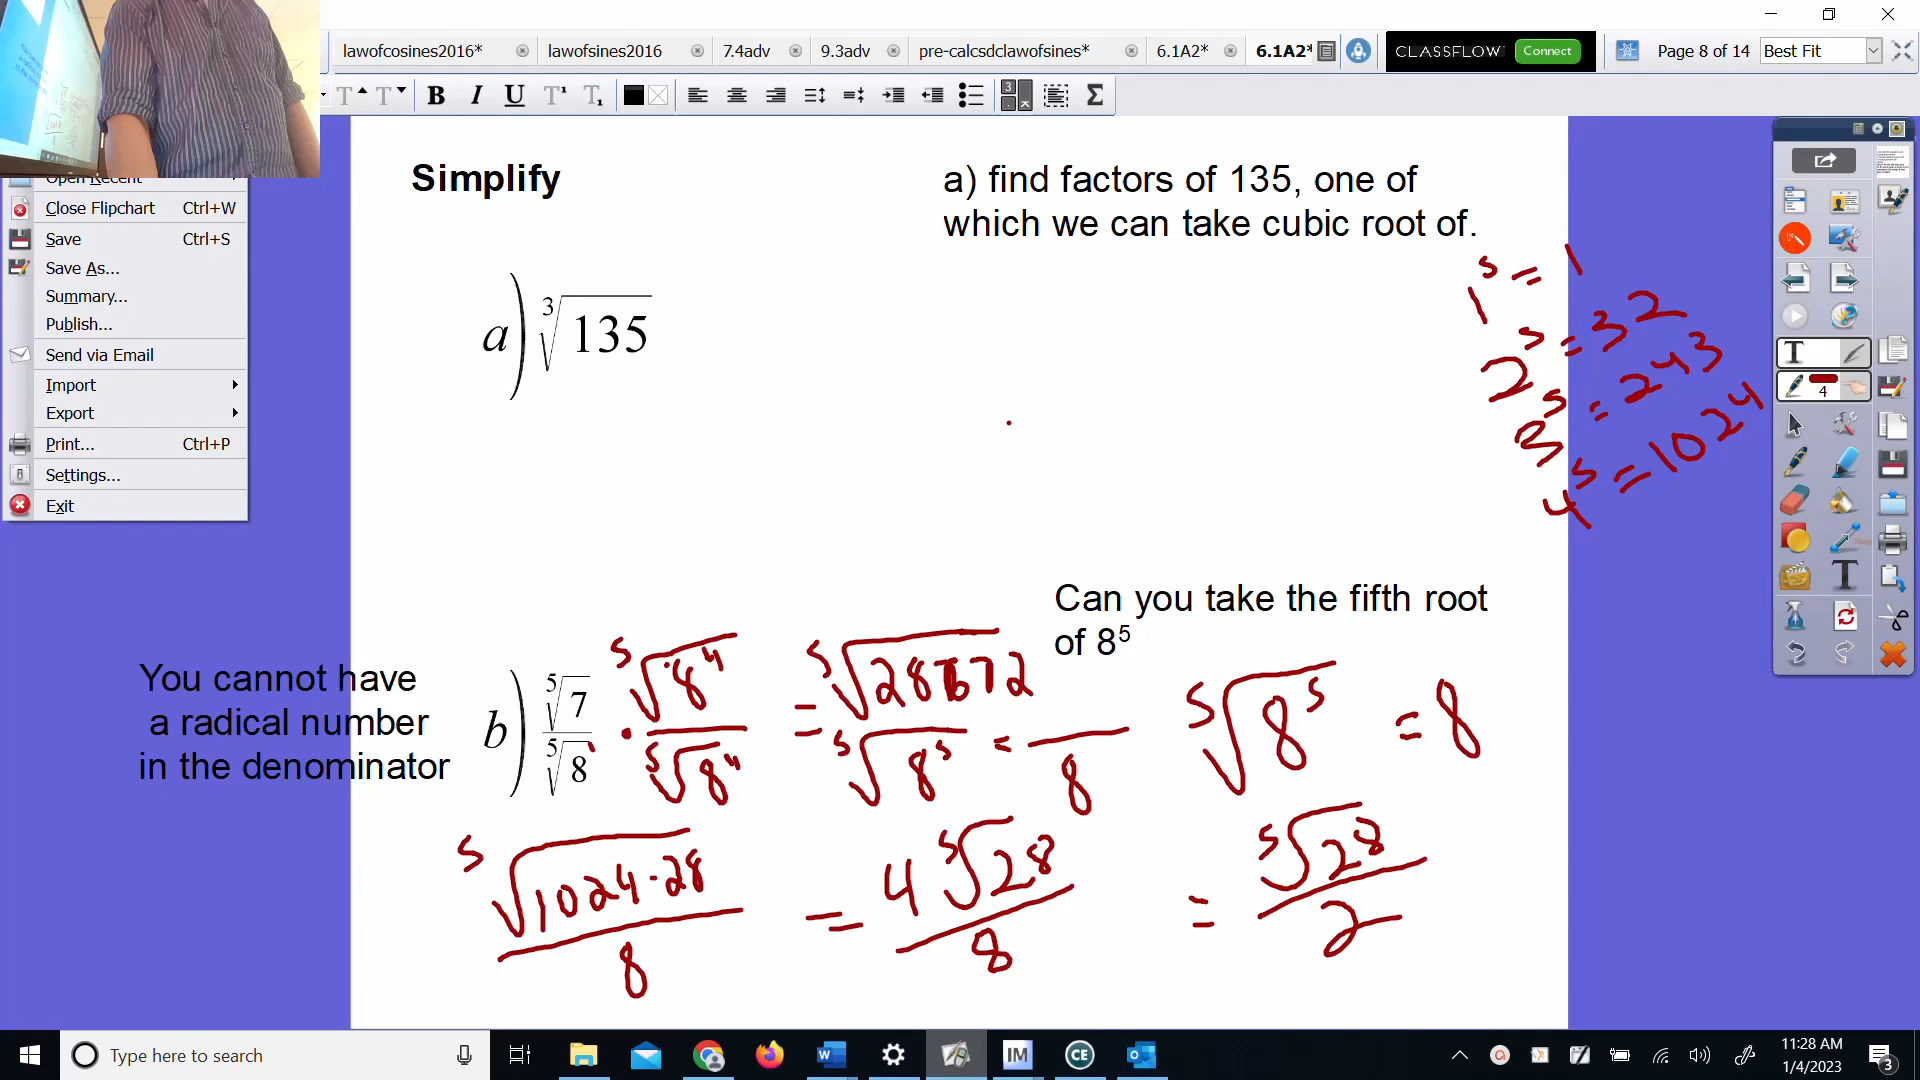 lawofcosines2016* lawofsines2016 7.4adv 9.3adv pre-calcsdclawofsines* 6.1A2* 6.1A2*
CLASSFLOW Connect Page 8 of 14 Best Fit
B I U T¹ T₁ Σ
Open Recent
Close Flipchart Ctrl+W
Save Ctrl+S
Save As...
Summary...
Publish...
Send via Email
Import
Export
Print... Ctrl+P
Settings...
Exit
Simplify
a) find factors of 135, one of
which we can take cubic root of.
a) ∛135
1⁵ = 1
2⁵ = 32
3⁵ = 243
4⁵ = 1024
4
Can you take the fifth root
of 8⁵
You cannot have
a radical number
in the denominator
b) ⁵√7 / ⁵√8 · ⁵√8⁴ / ⁵√8⁴ = ⁵√28672 / ⁵√8⁵ = / 8
⁵√8⁵ = 8
⁵√1024·28 / 8 = 4 ⁵√28 / 8 = ⁵√28 / 2
Type here to search
11:28 AM
1/4/2023
3